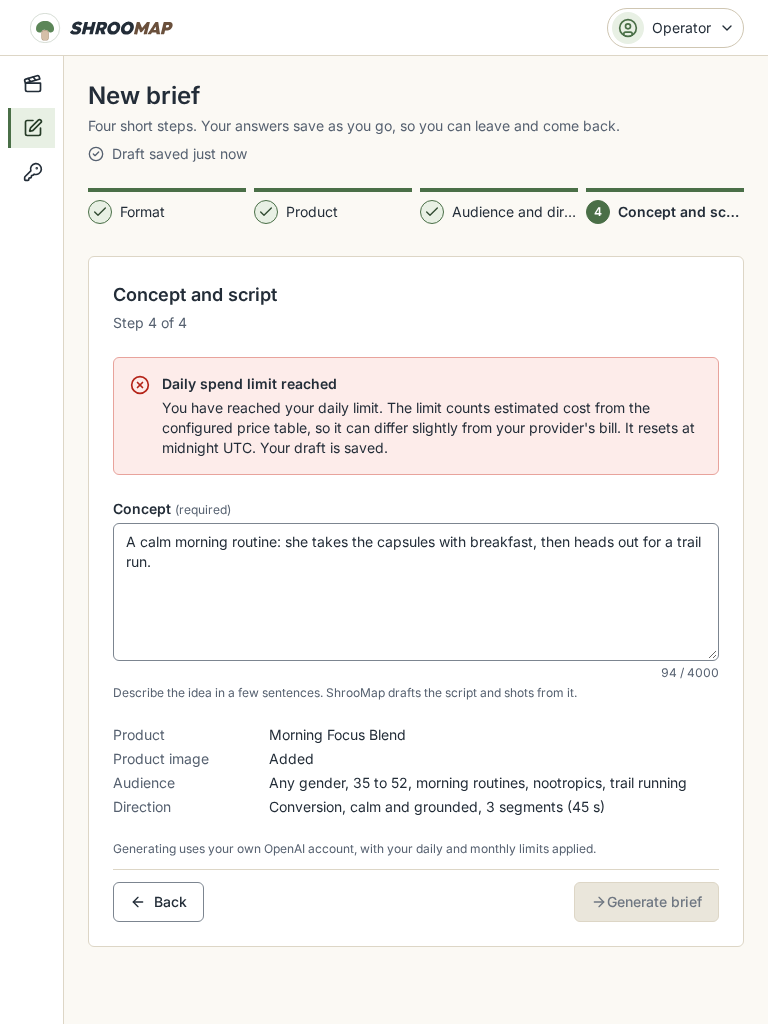 SHROOMAP
Operator
New brief
Four short steps. Your answers save as you go, so you can leave and come back.
Draft saved just now
Format
Product
Audience and dir...
4
Concept and sc...
Concept and script
Step 4 of 4
Daily spend limit reached
You have reached your daily limit. The limit counts estimated cost from the
configured price table, so it can differ slightly from your provider's bill. It resets at
midnight UTC. Your draft is saved.
Concept (required)
A calm morning routine: she takes the capsules with breakfast, then heads out for a trail
run.
94 / 4000
Describe the idea in a few sentences. ShrooMap drafts the script and shots from it.
Product Morning Focus Blend
Product image Added
Audience Any gender, 35 to 52, morning routines, nootropics, trail running
Direction Conversion, calm and grounded, 3 segments (45 s)
Generating uses your own OpenAI account, with your daily and monthly limits applied.
Back
Generate brief